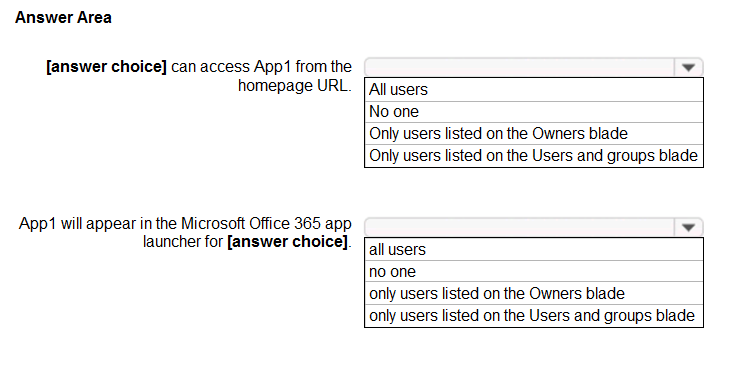 Answer Area
[answer choice] can access App1 from the
homepage URL.
All users
No one
Only users listed on the Owners blade
Only users listed on the Users and groups blade
App1 will appear in the Microsoft Office 365 app
launcher for [answer choice].
all users
no one
only users listed on the Owners blade
only users listed on the Users and groups blade